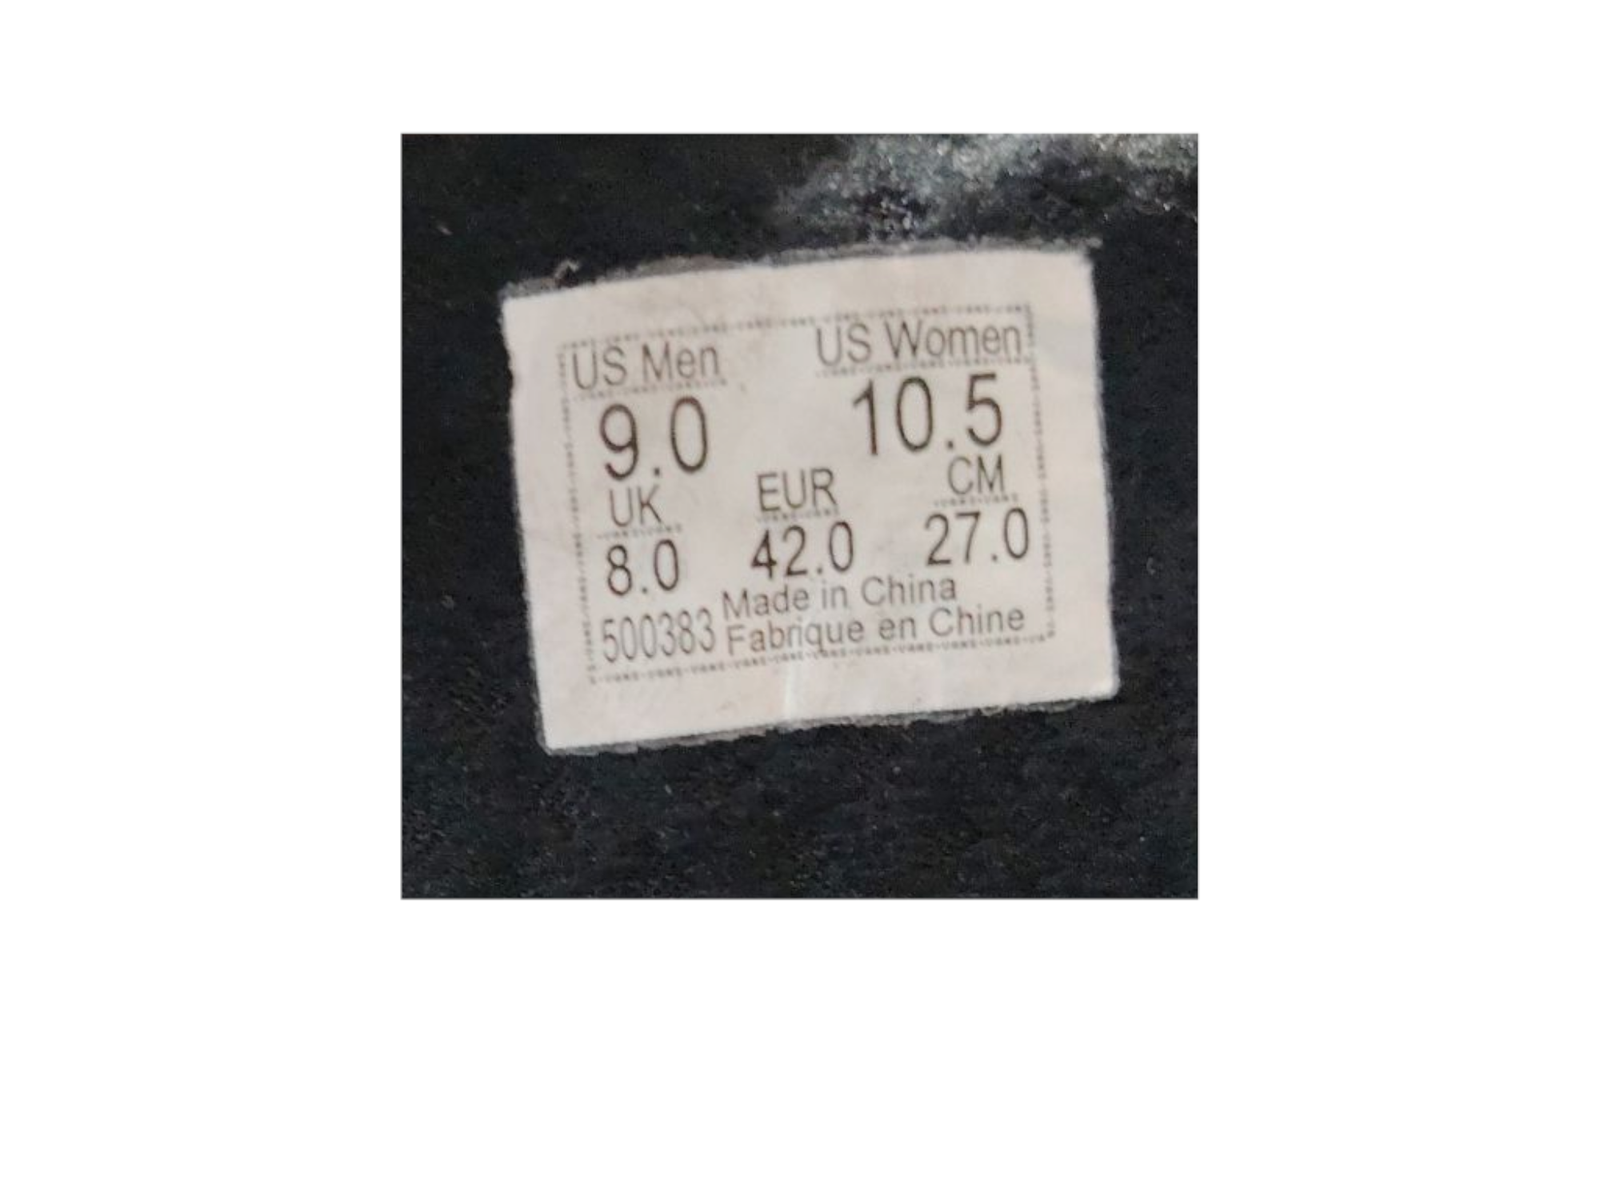 US Men US Women
9.0 10.5
UK EUR CM
8.0 42.0 27.0
500383 Made in China
Fabrique en Chine